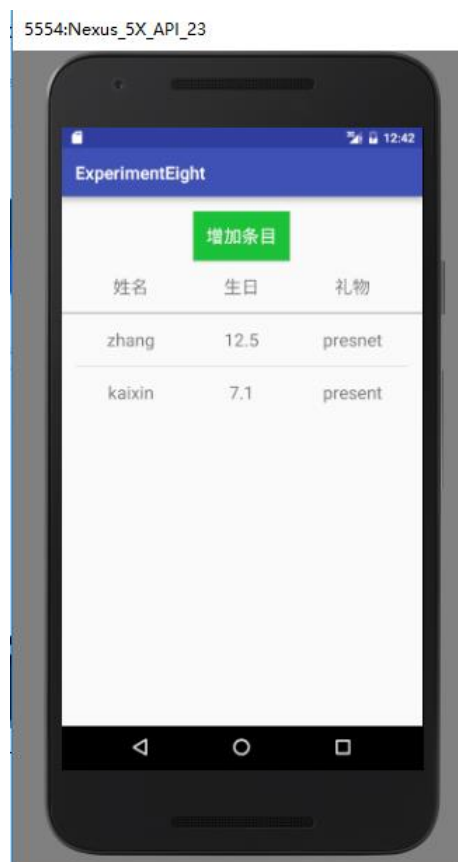 5554:Nexus_5X_API_23
12:42
ExperimentEight
增加条目
姓名 生日 礼物
zhang 12.5 presnet
kaixin 7.1 present